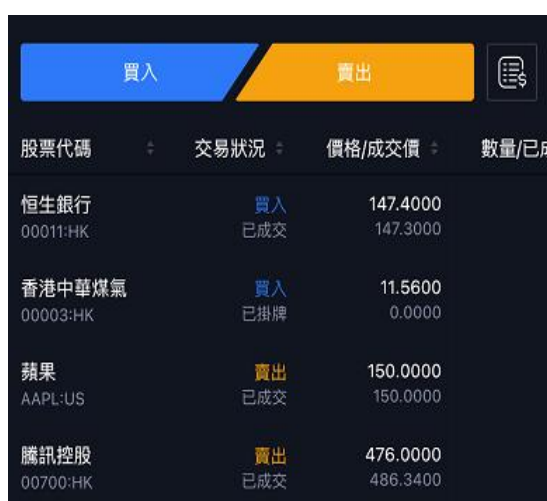 買入 賣出
股票代碼 交易狀況 價格/成交價 數量/已
恒生銀行 買入 147.4000
00011:HK 已成交 147.3000
香港中華煤氣 買入 11.5600
00003:HK 已掛牌 0.0000
蘋果 賣出 150.0000
AAPL:US 已成交 150.0000
騰訊控股 賣出 476.0000
00700:HK 已成交 486.3400